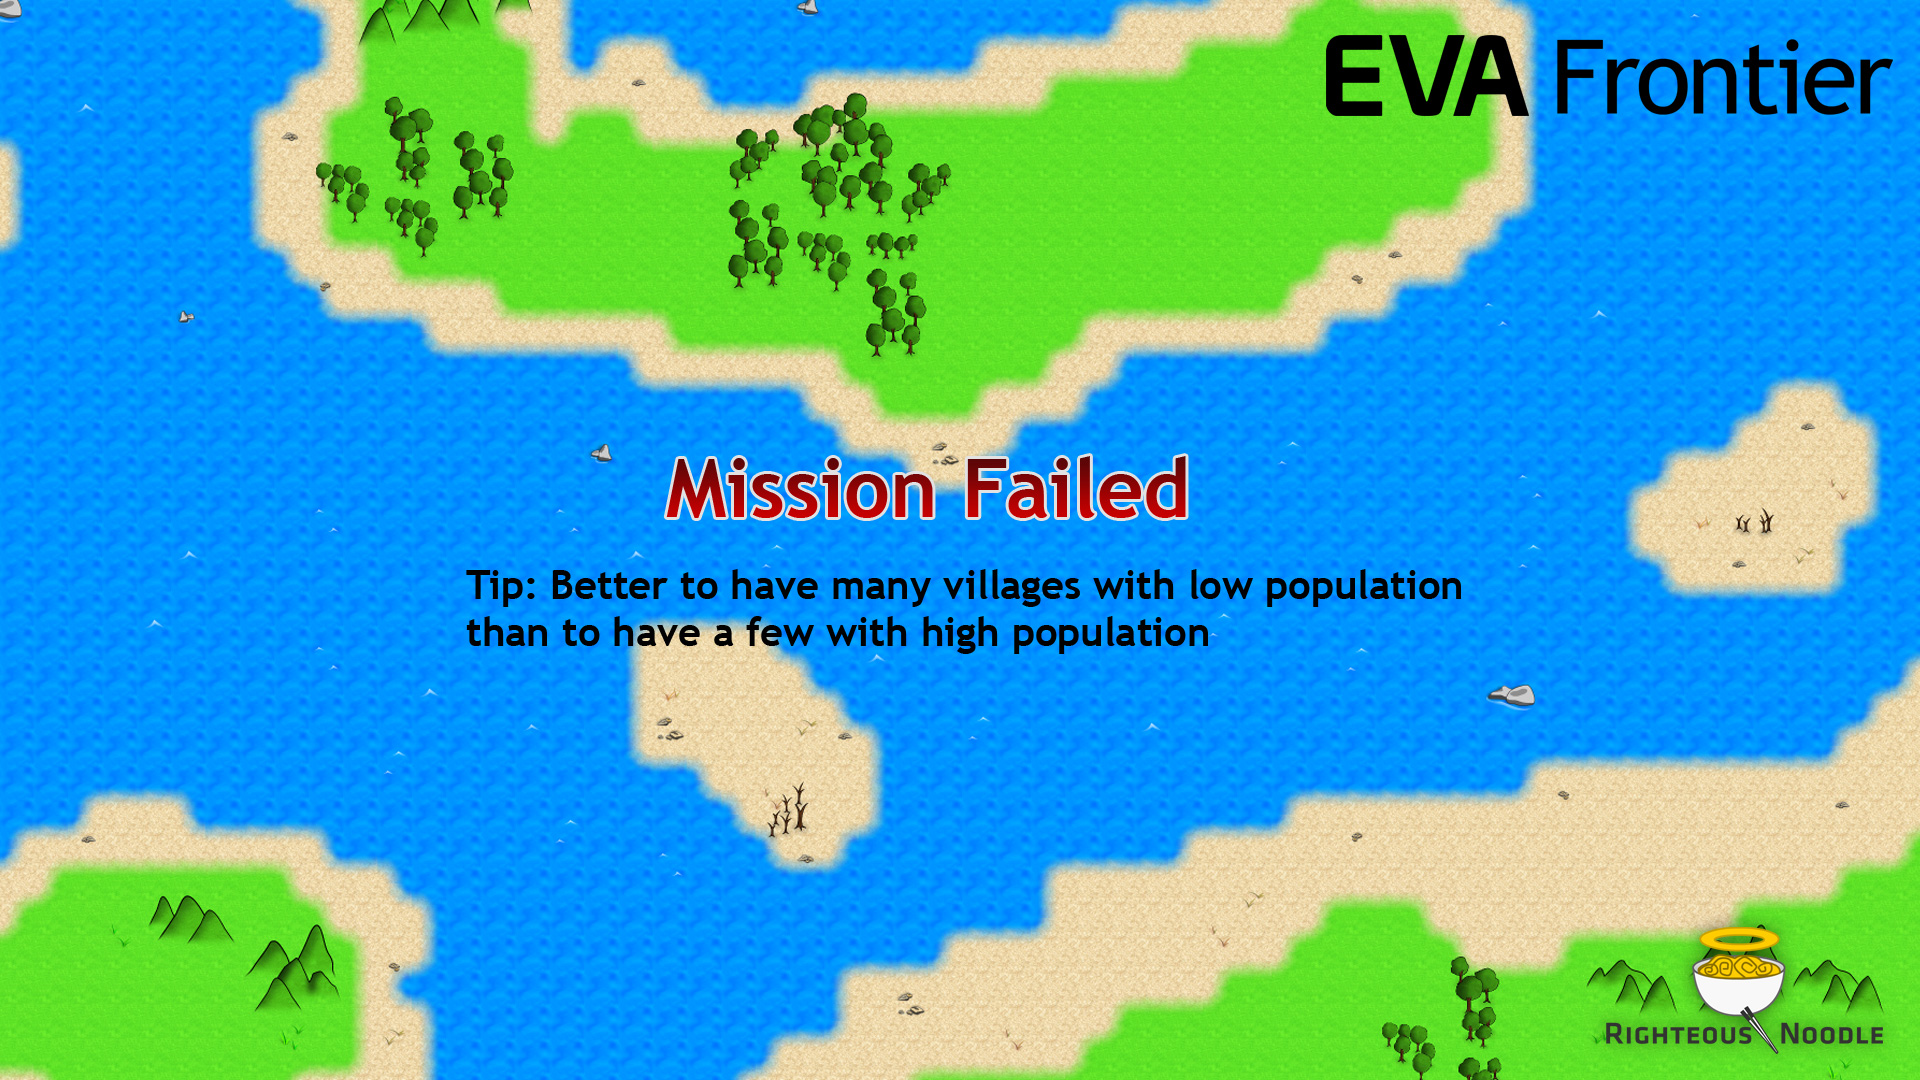 EVA Frontier
Mission Failed
Tip: Better to have many villages with low population
than to have a few with high population
RIGHTEOUS NOODLE